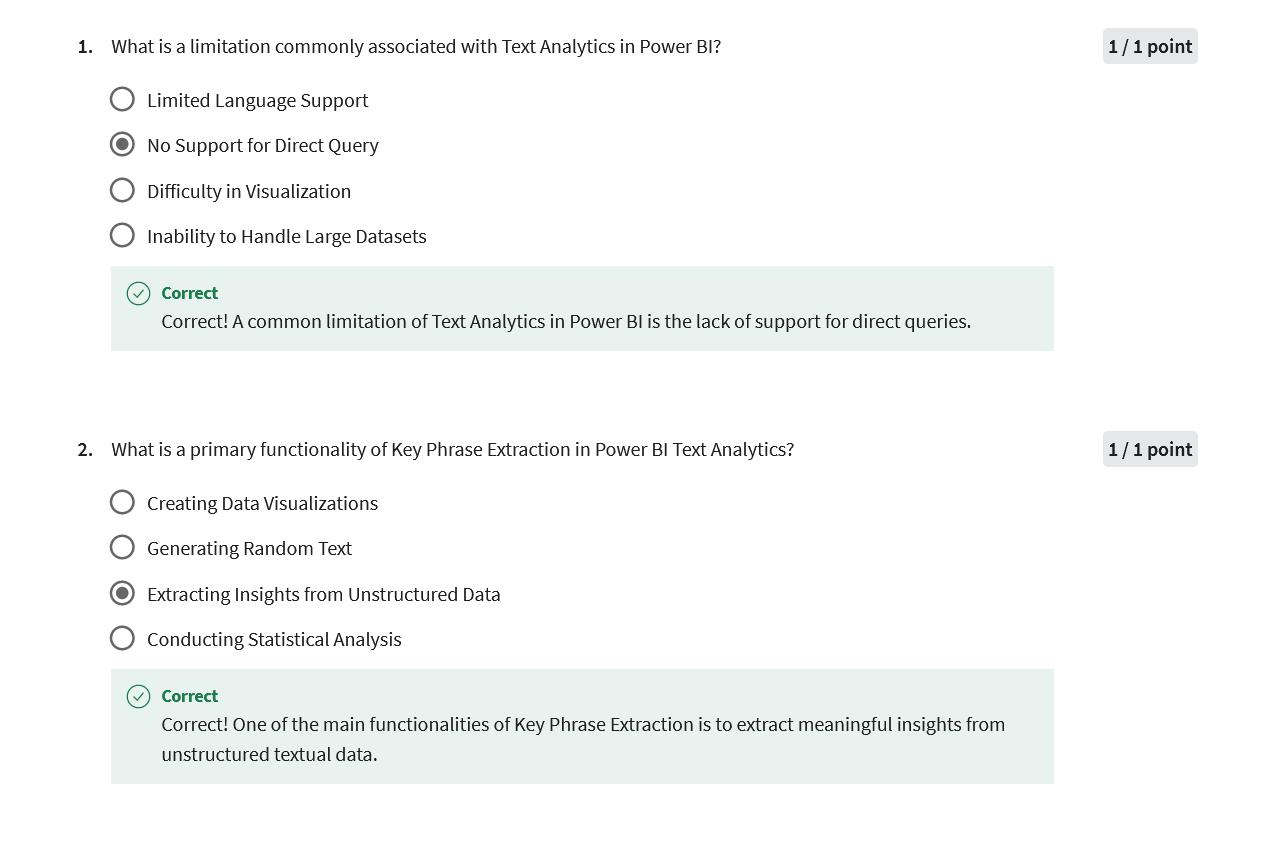 1. What is a limitation commonly associated with Text Analytics in Power BI?
1 / 1 point
Limited Language Support
No Support for Direct Query
Difficulty in Visualization
Inability to Handle Large Datasets
Correct
Correct! A common limitation of Text Analytics in Power BI is the lack of support for direct queries.
2. What is a primary functionality of Key Phrase Extraction in Power BI Text Analytics?
1 / 1 point
Creating Data Visualizations
Generating Random Text
Extracting Insights from Unstructured Data
Conducting Statistical Analysis
Correct
Correct! One of the main functionalities of Key Phrase Extraction is to extract meaningful insights from
unstructured textual data.